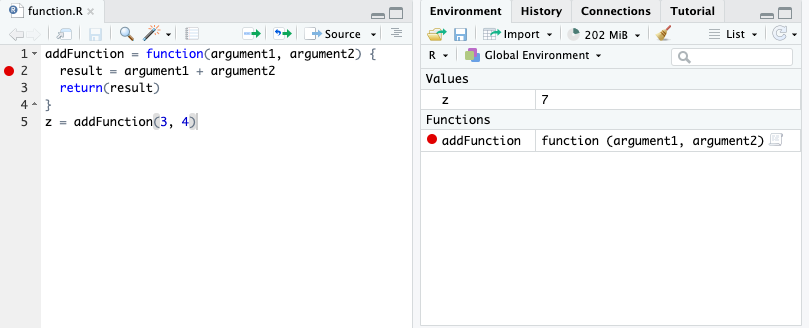 function.R
Source
1 addFunction = function(argument1, argument2) {
2 result = argument1 + argument2
3 return(result)
4 }
5 z = addFunction(3, 4)
Environment History Connections Tutorial
Import 202 MiB List
R Global Environment
Values
z 7
Functions
addFunction function (argument1, argument2)